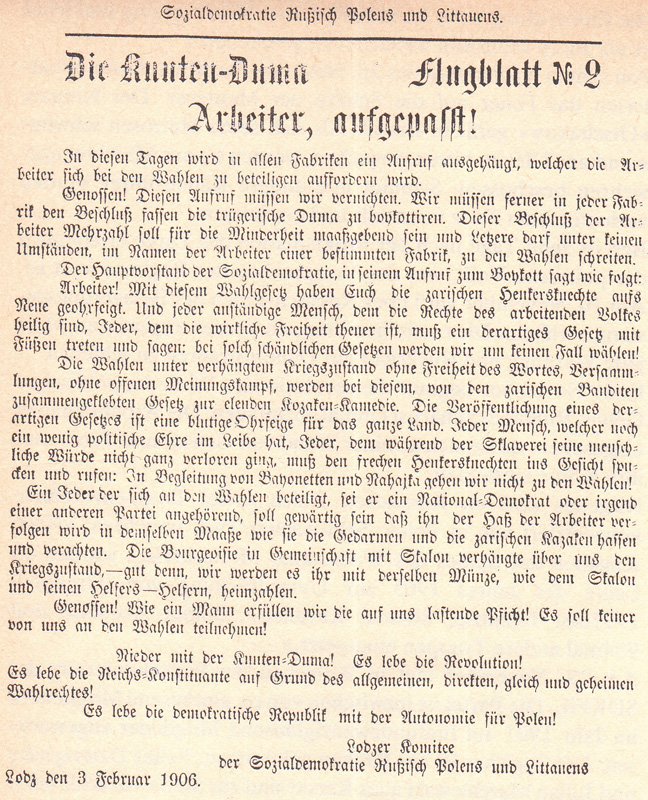 Sozialdemokratie Rußisch Polens und Littauens.
Die Knuten-Duma Flugblatt № 2
Arbeiter, aufgepasst!
In diesen Tagen wird in allen Fabriken ein Aufruf ausgehängt, welcher die Ar-
beiter sich bei den Wahlen zu beteiligen auffordern wird.
Genossen! Diesen Aufruf müssen wir vernichten. Wir müssen ferner in jeder Fab-
rik den Beschluß fassen die trügerische Duma zu boykottiren. Dieser Beschluß der Ar-
beiter Mehrzahl soll für die Minderheit maaßgebend sein und Letzere darf unter keinen
Umständen, im Namen der Arbeiter einer bestimmten Fabrik, zu den Wahlen schreiten.
Der Hauptvorstand der Sozialdemokratie, in seinem Aufruf zum Boykott sagt wie folgt:
Arbeiter! Mit diesem Wahlgesetz haben Euch die zarischen Henkersknechte aufs
Neue geohrfeigt. Und jeder anständige Mensch, dem die Rechte des arbeitenden Volkes
heilig sind, Jeder, dem die wirkliche Freiheit theuer ist, muß ein derartiges Gesetz mit
Füßen treten und sagen: bei solch schändlichen Gesetzen werden wir um keinen Fall wählen!
Die Wahlen unter verhängtem Kriegszustand ohne Freiheit des Wortes, Versamm-
lungen, ohne offenen Meinungskampf, werden bei diesem, von den zarischen Banditen
zusammengeklebten Gesetz zur elenden Kozaken-Kamedie. Die Veröffentlichung eines der-
artigen Gesetzes ist eine blutige Ohrfeige für das ganze Land. Jeder Mensch, welcher noch
ein wenig politische Ehre im Leibe hat, Jeder, dem während der Sklaverei seine mensch-
liche Würde nicht ganz verloren ging, muß den frechen Henkersknechten ins Gesicht spu-
cken und rufen: In Begleitung von Bayonetten und Nahajka gehen wir nicht zu den Wahlen!
Ein Jeder der sich an den Wahlen beteiligt, sei er ein National-Demokrat oder irgend
einer anderen Partei angehörend, soll gewärtig sein daß ihn der Haß der Arbeiter ver-
folgen wird in demselben Maaße wie sie die Gedarmen und die zarischen Kazaken hassen
und verachten. Die Bourgeoisie in Gemeinschaft mit Skalon verhängte über uns den
Kriegszustand,—gut denn, wir werden es ihr mit derselben Münze, wie dem Skalon
und seinen Helfers—Helfern, heimzahlen.
Genossen! Wie ein Mann erfüllen wir die auf uns lastende Pficht! Es soll keiner
von uns an den Wahlen teilnehmen!
Nieder mit der Knuten-Duma! Es lebe die Revolution!
Es lebe die Reichs-Konstituante auf Grund des allgemeinen, direkten, gleich und geheimen
Wahlrechtes!
Es lebe die demokratische Republik mit der Autonomie für Polen!
Lodzer Komitee
der Sozialdemokratie Rußisch Polens und Littauens
Lodz den 3 Februar 1906.